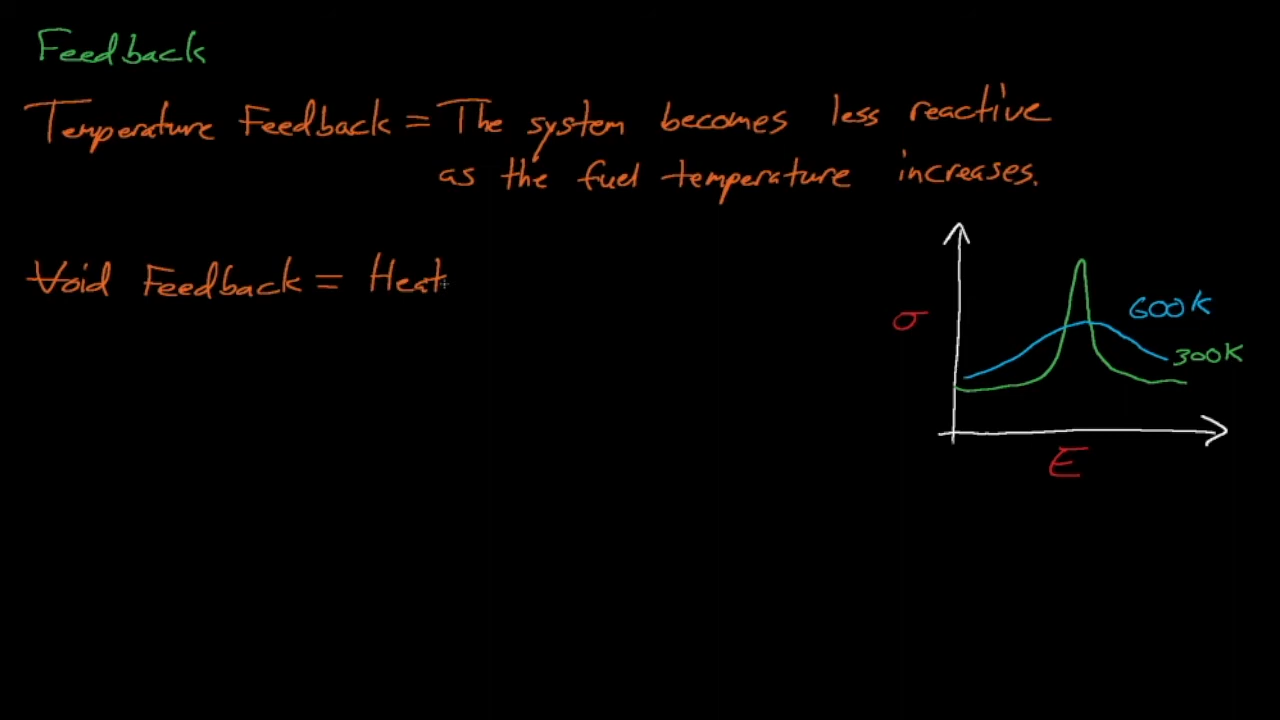 Feedback
Temperature Feedback = The system becomes less reactive
as the fuel temperature increases.
Void Feedback = Heat
600K
σ
300K
E